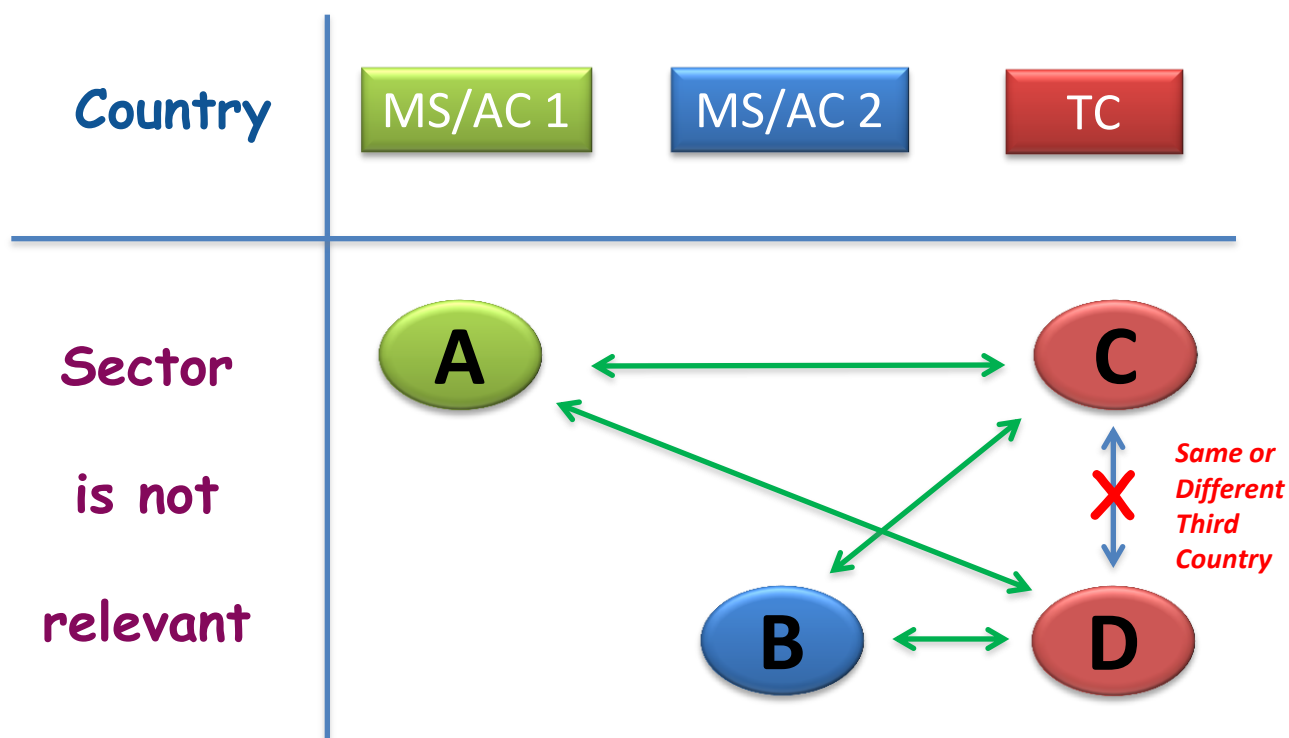 Country
MS/AC 1
MS/AC 2
TC
Sector
is not
relevant
A
C
Same or
Different
Third
Country
X
B
D